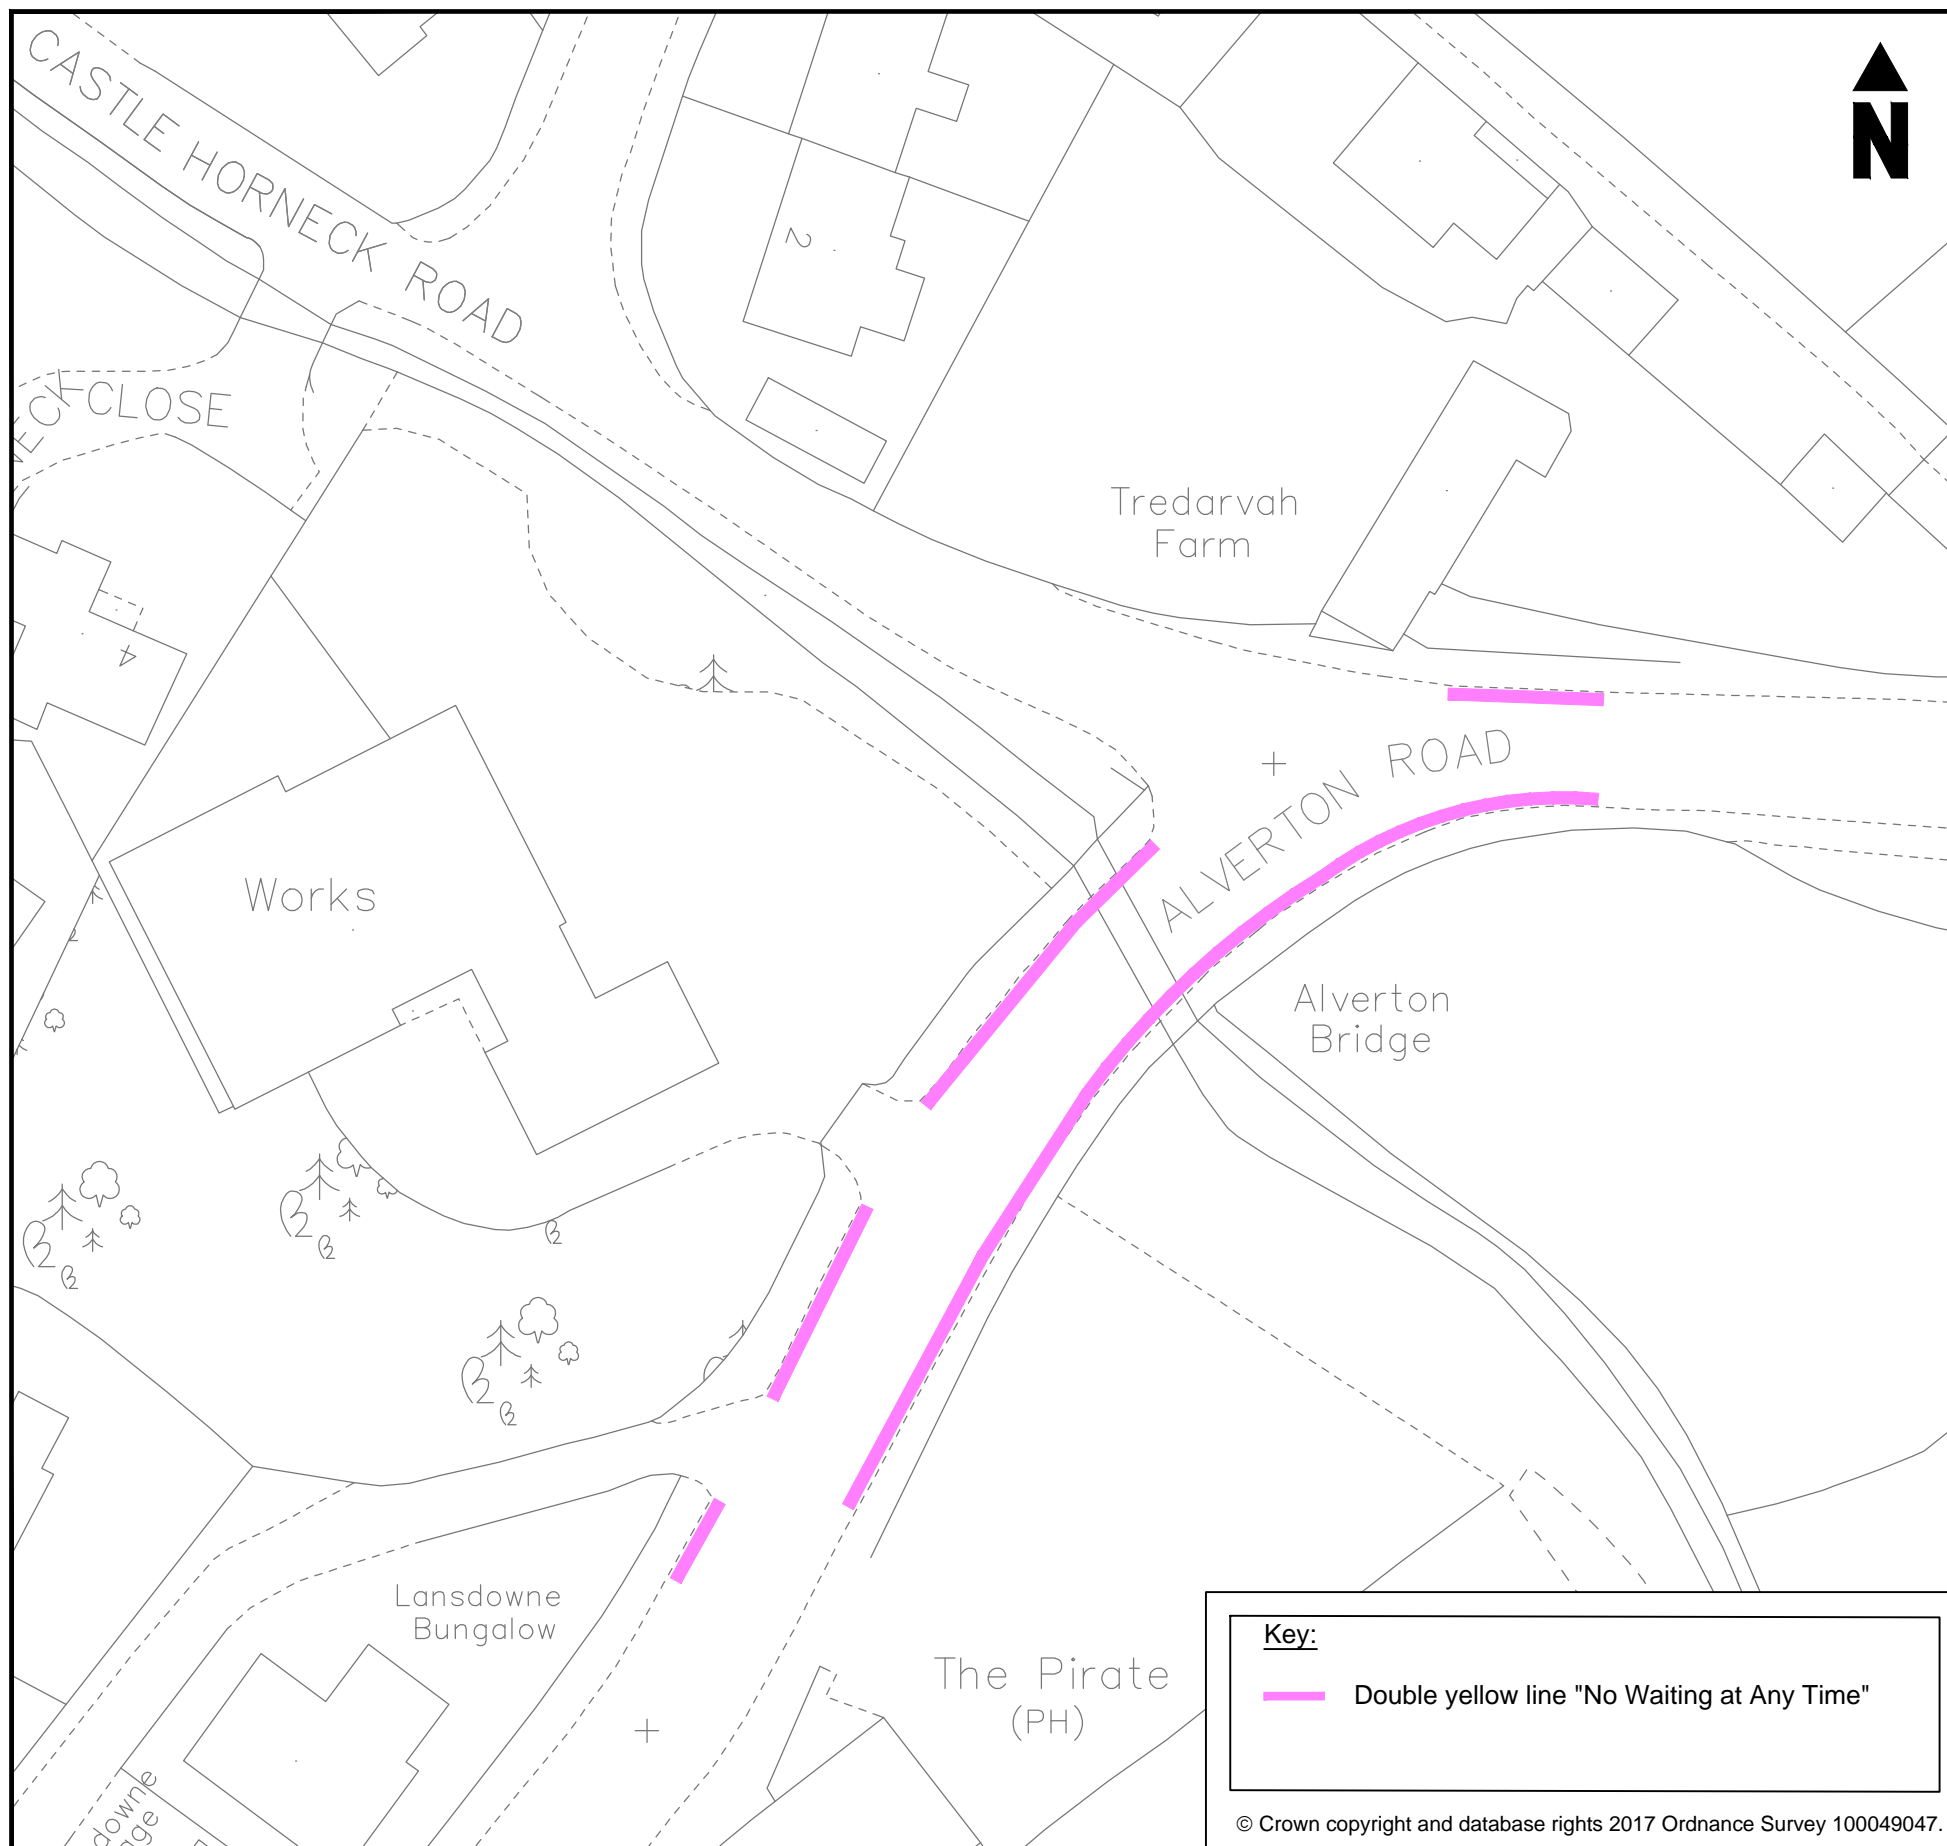 N
CASTLE HORNECK ROAD
CLOSE
2
Tredarvah
Farm
4
ALVERTON ROAD
Works
Alverton
Bridge
Lansdowne
Bungalow
The Pirate
(PH)
Key:
Double yellow line "No Waiting at Any Time"
© Crown copyright and database rights 2017 Ordnance Survey 100049047.